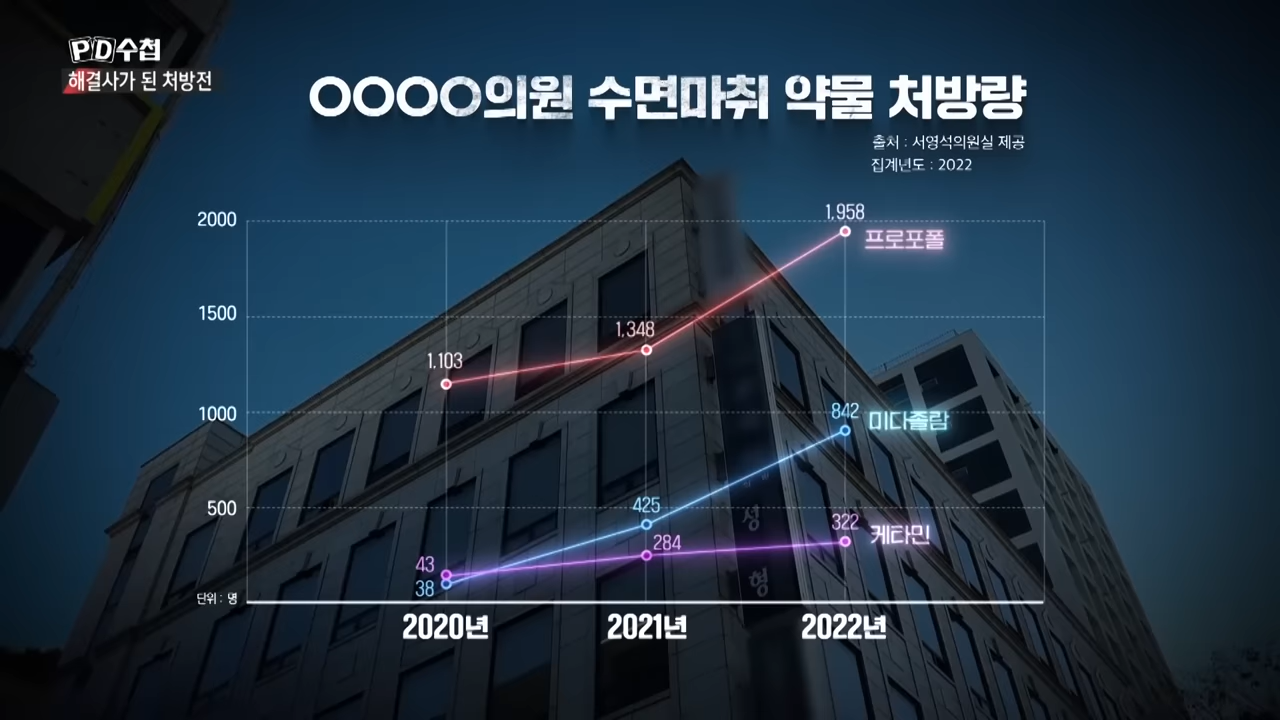 PD수첩
해결사가 된 처방전
OOOO의원 수면마취 약물 처방량
출처 : 서영석의원실 제공
집계년도 : 2022
2000
1500
1000
500
단위 : 명
1,103
1,348
1,958
프로포폴
38
425
842
미다졸람
43
284
322
케타민
2020년
2021년
2022년
성
형